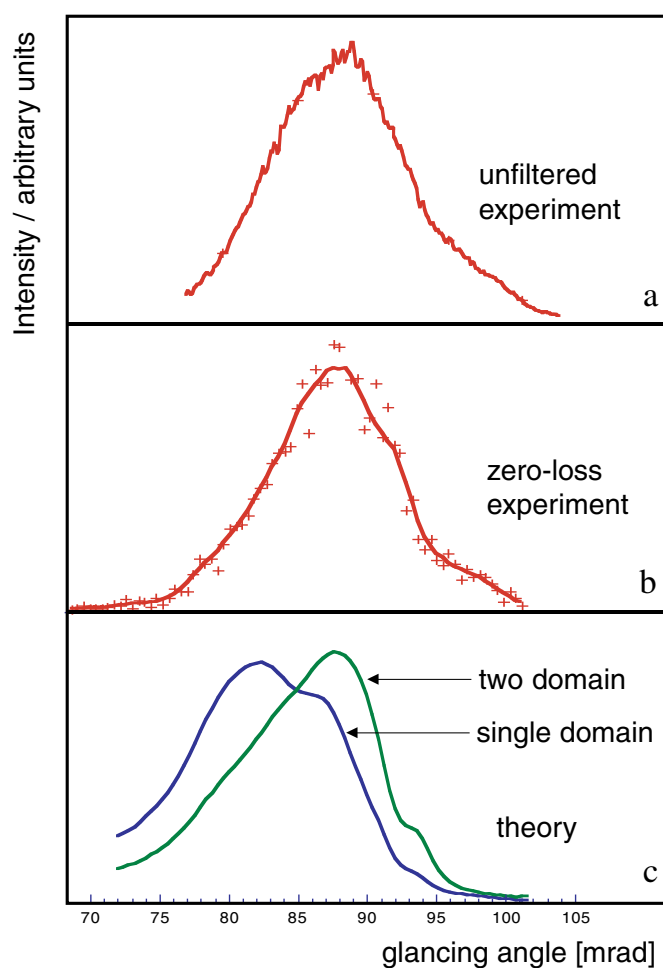 Intensity / arbitrary units
unfiltered
experiment
a
zero-loss
experiment
b
two domain
single domain
theory
c
70 75 80 85 90 95 100 105
glancing angle [mrad]